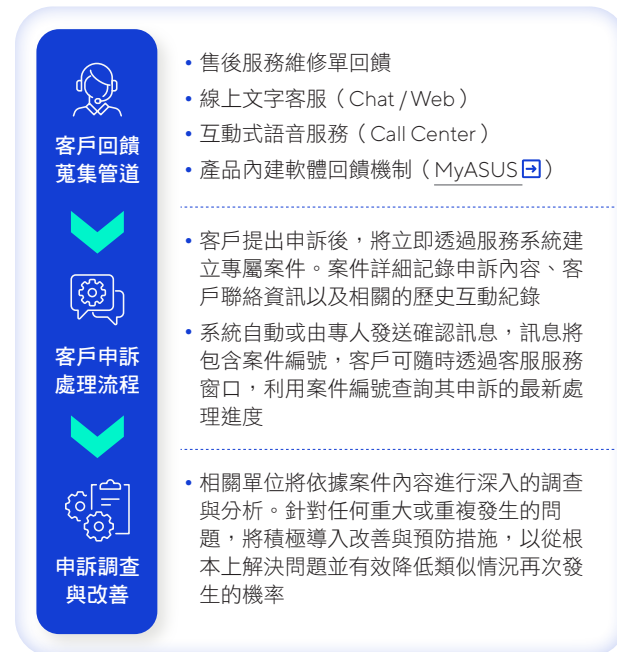 客戶回饋
蒐集管道
• 售後服務維修單回饋
• 線上文字客服（Chat / Web）
• 互動式語音服務（Call Center）
• 產品內建軟體回饋機制（MyASUS）
客戶申訴
處理流程
• 客戶提出申訴後，將立即透過服務系統建
立專屬案件。案件詳細記錄申訴內容、客
戶聯絡資訊以及相關的歷史互動紀錄
• 系統自動或由專人發送確認訊息，訊息將
包含案件編號，客戶可隨時透過客服服務
窗口，利用案件編號查詢其申訴的最新處
理進度
申訴調查
與改善
• 相關單位將依據案件內容進行深入的調查
與分析。針對任何重大或重複發生的問
題，將積極導入改善與預防措施，以從根
本上解決問題並有效降低類似情況再次發
生的機率